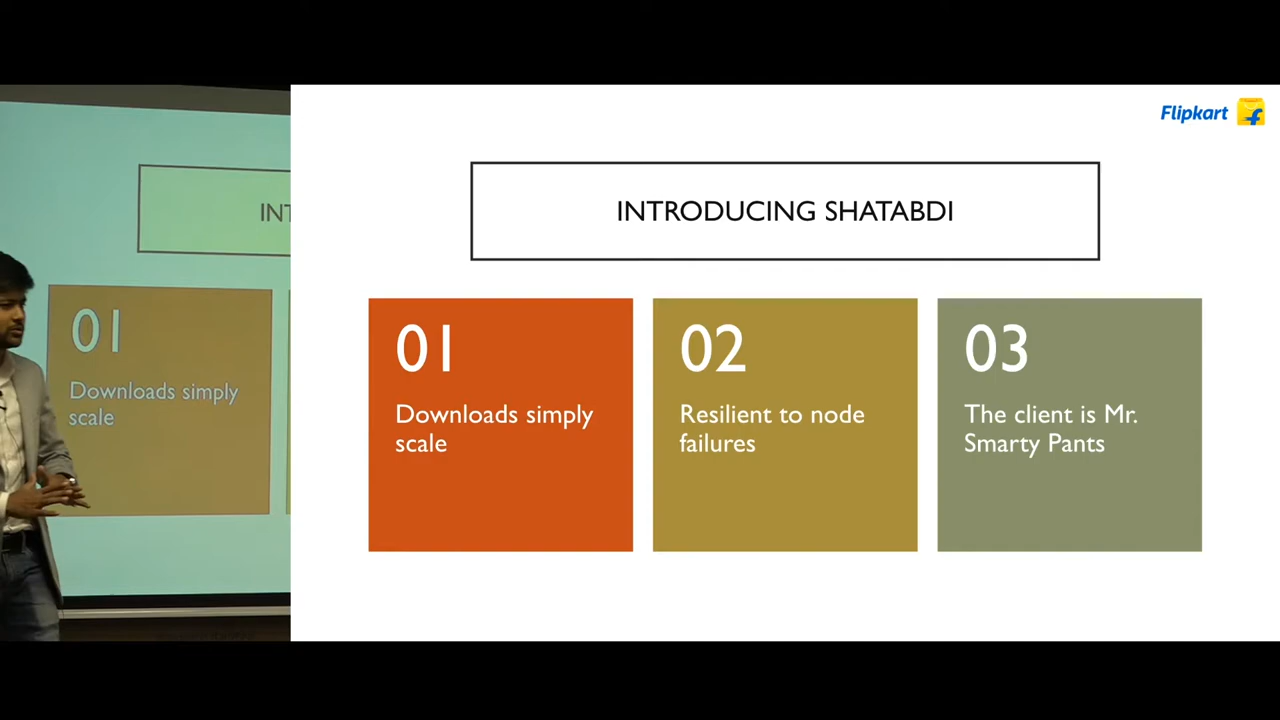 Flipkart
INTRODUCING SHATABDI
01
Downloads simply
scale
02
Resilient to node
failures
03
The client is Mr.
Smarty Pants
INT
01
Downloads simply
scale